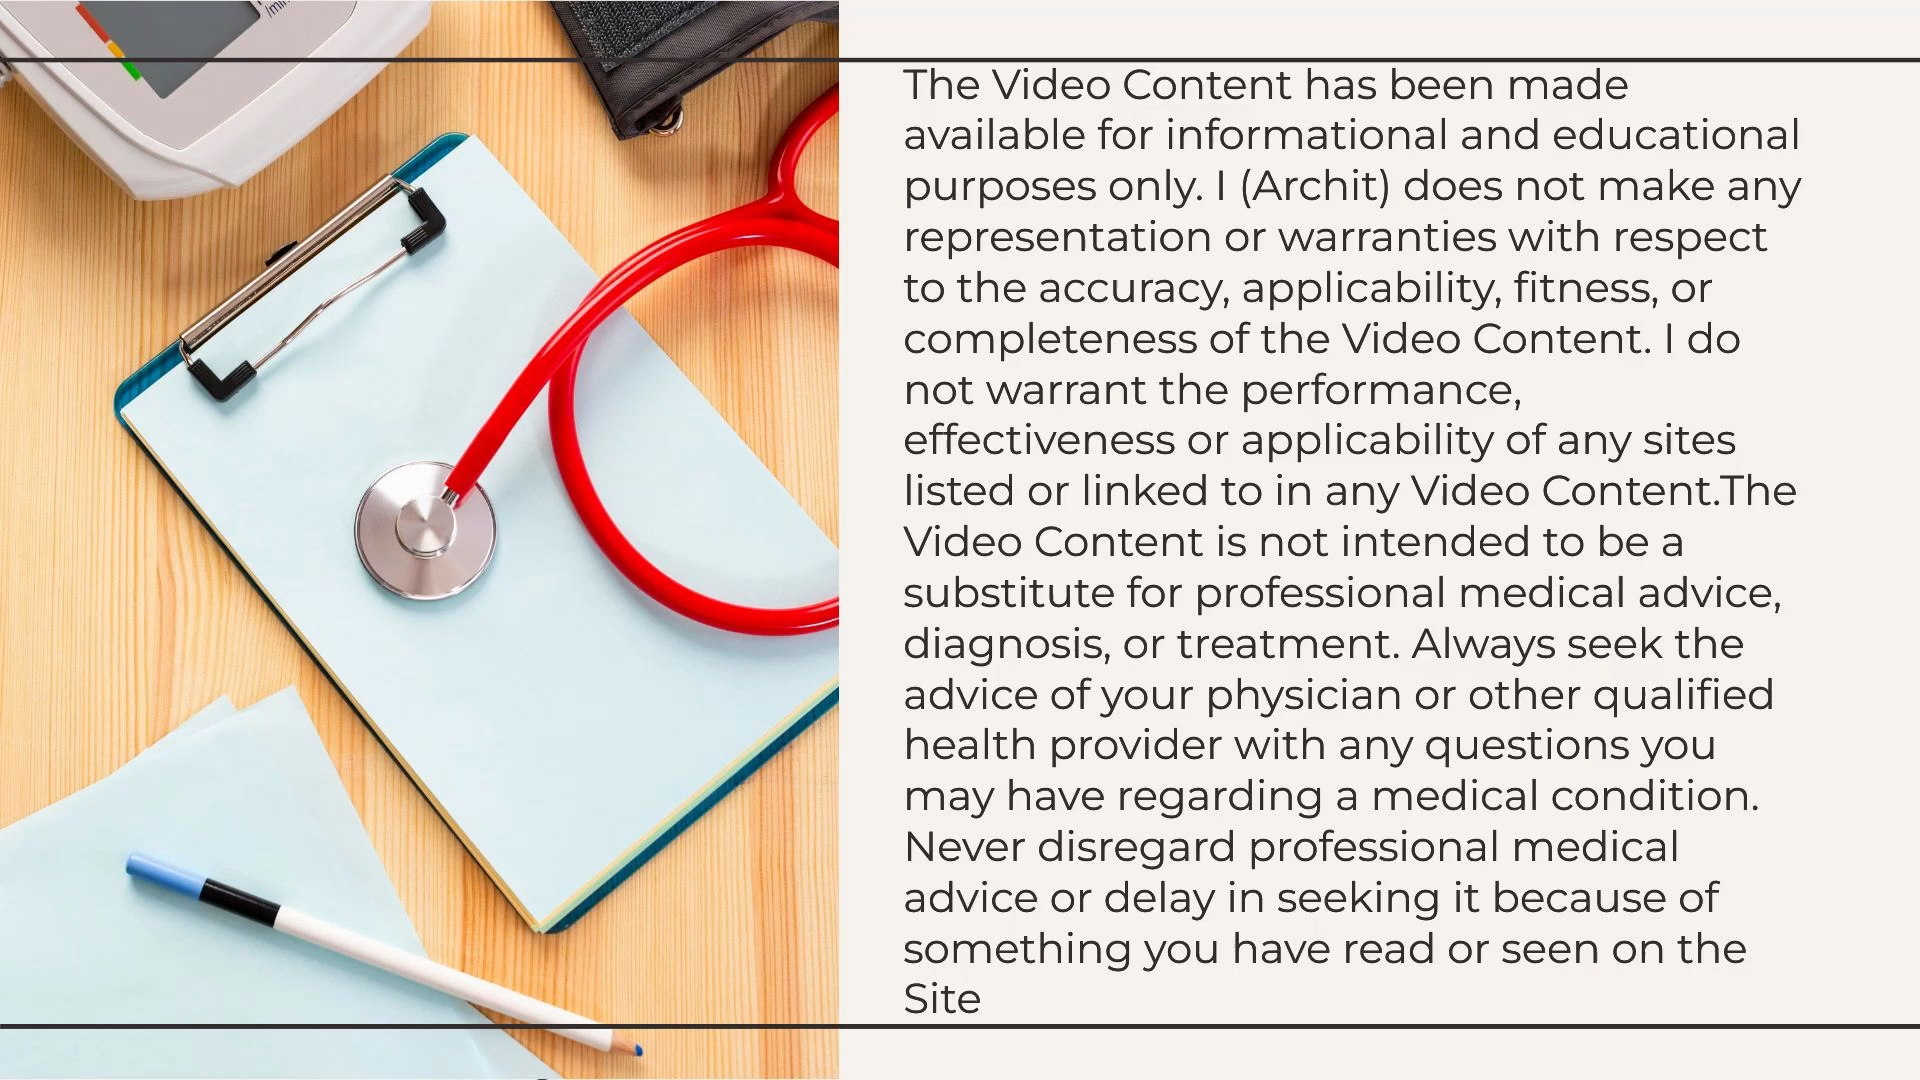 /min
The Video Content has been made
available for informational and educational
purposes only. I (Archit) does not make any
representation or warranties with respect
to the accuracy, applicability, fitness, or
completeness of the Video Content. I do
not warrant the performance,
effectiveness or applicability of any sites
listed or linked to in any Video Content.The
Video Content is not intended to be a
substitute for professional medical advice,
diagnosis, or treatment. Always seek the
advice of your physician or other qualified
health provider with any questions you
may have regarding a medical condition.
Never disregard professional medical
advice or delay in seeking it because of
something you have read or seen on the
Site